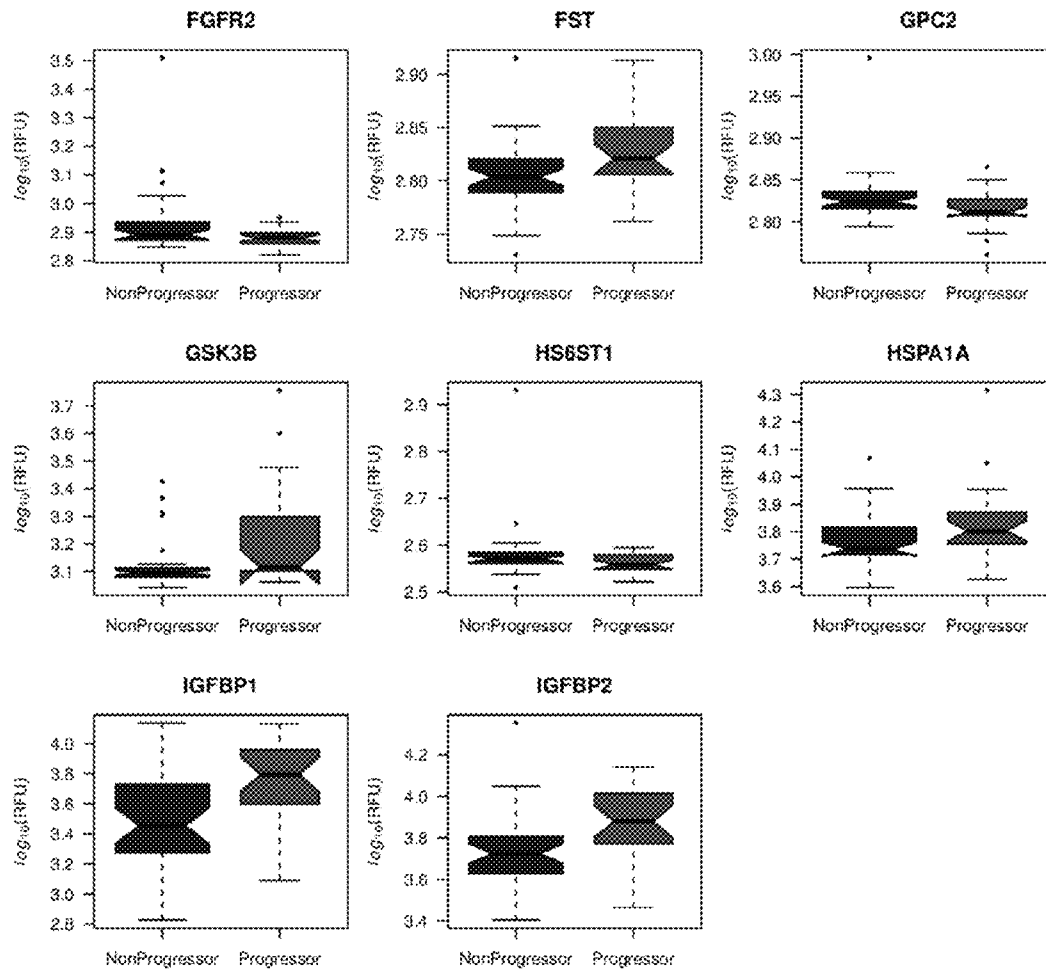 FGFR2
FST
GPC2
log10(RFU)
3.5
3.4
3.3
3.2
3.1
3.0
2.9
2.8
NonProgressor
Progressor
log10(RFU)
2.90
2.85
2.80
2.75
NonProgressor
Progressor
log10(RFU)
3.00
2.95
2.90
2.85
2.80
NonProgressor
Progressor
GSK3B
HS6ST1
HSPA1A
log10(RFU)
3.7
3.6
3.5
3.4
3.3
3.2
3.1
NonProgressor
Progressor
log10(RFU)
2.9
2.8
2.7
2.6
2.5
NonProgressor
Progressor
log10(RFU)
4.3
4.2
4.1
4.0
3.9
3.8
3.7
3.6
NonProgressor
Progressor
IGFBP1
IGFBP2
log10(RFU)
4.0
3.8
3.6
3.4
3.2
3.0
2.8
NonProgressor
Progressor
log10(RFU)
4.2
4.0
3.8
3.6
3.4
NonProgressor
Progressor